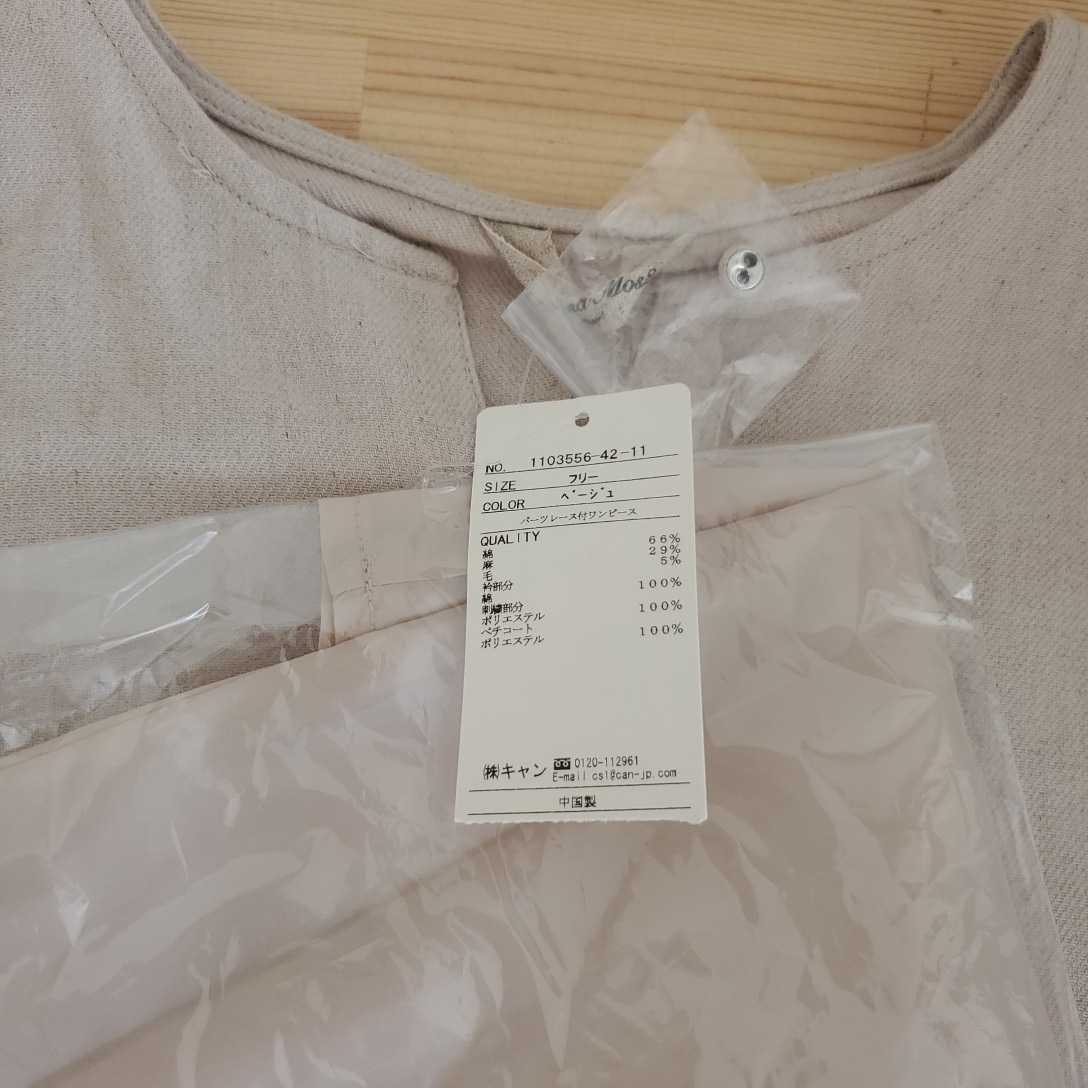 Moss
NO. 1103556-42-11
SIZE フリー
COLOR ベージュ
パーツレース付ワンピース
QUALITY
綿 66%
麻 29%
毛 5%
衿部分
綿 100%
刺繍部分
ポリエステル 100%
ペチコート
ポリエステル 100%
㈱キャン 0120-112961
E-mail cs1@can-jp.com
中国製